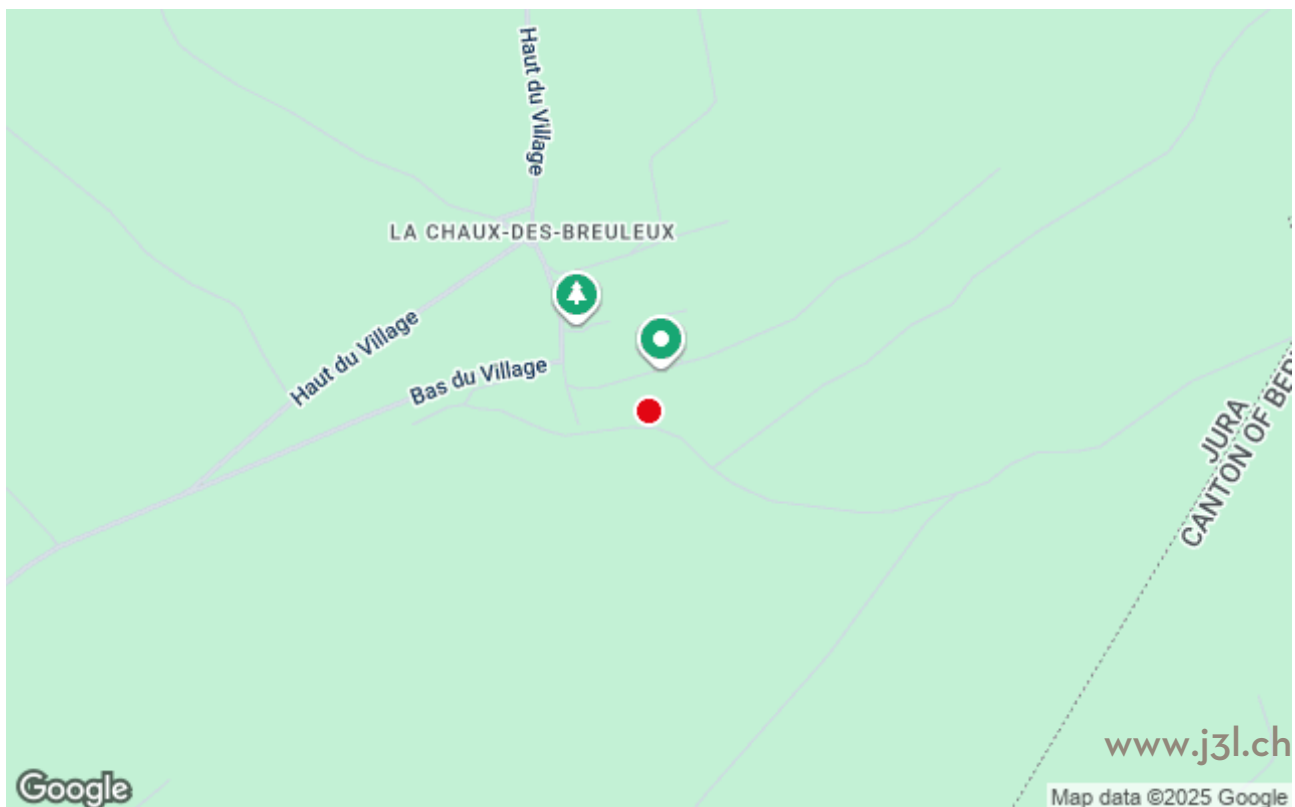 Haut du Village
LA CHAUX-DES-BREULEUX
Haut du Village
Bas du Village
JURA
CANTON OF BER
www.j3l.ch
Google
Map data ©2025 Google